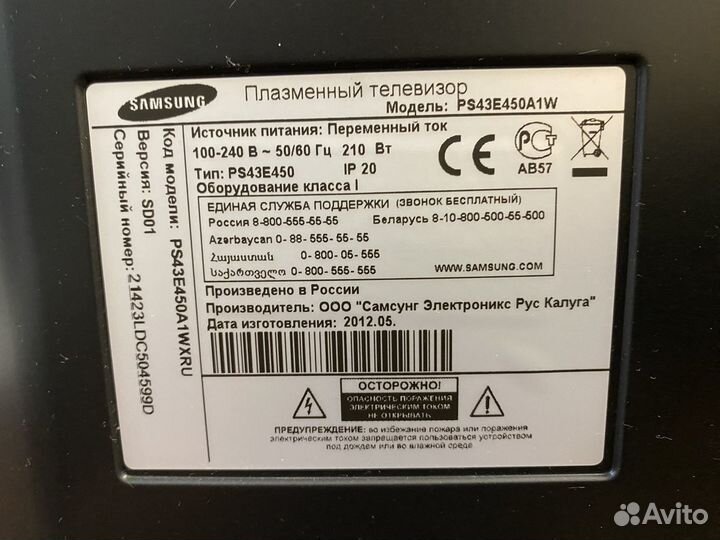 SAMSUNG
Плазменный телевизор
Модель: PS43E450A1W
Источник питания: Переменный ток
100-240 В ~ 50/60 Гц 210 Вт
Тип: PS43E450 IP 20
Оборудование класса I
CE
РСТ
АВ57
ЕДИНАЯ СЛУЖБА ПОДДЕРЖКИ (ЗВОНОК БЕСПЛАТНЫЙ)
Россия 8-800-555-55-55 Беларусь 8-10-800-500-55-500
Azərbaycan 0-88-555-55-55
Հայաստան 0-800-05-555
საქართველო 0-800-555-555
WWW.SAMSUNG.COM
Произведено в России
Производитель: ООО "Самсунг Электроникс Рус Калуга"
Дата изготовления: 2012.05.
ОСТОРОЖНО!
ОПАСНОСТЬ ПОРАЖЕНИЯ
ЭЛЕКТРИЧЕСКИМ ТОКОМ
НЕ ОТКРЫВАТЬ
ПРЕДУПРЕЖДЕНИЕ: во избежание пожара или поражения
электрическим током запрещается пользоваться устройством
под дождем или во влажной среде
Код модели: PS43E450A1WXRU
Версия: SD01
Серийный номер: 21423LDC504599D
Avito